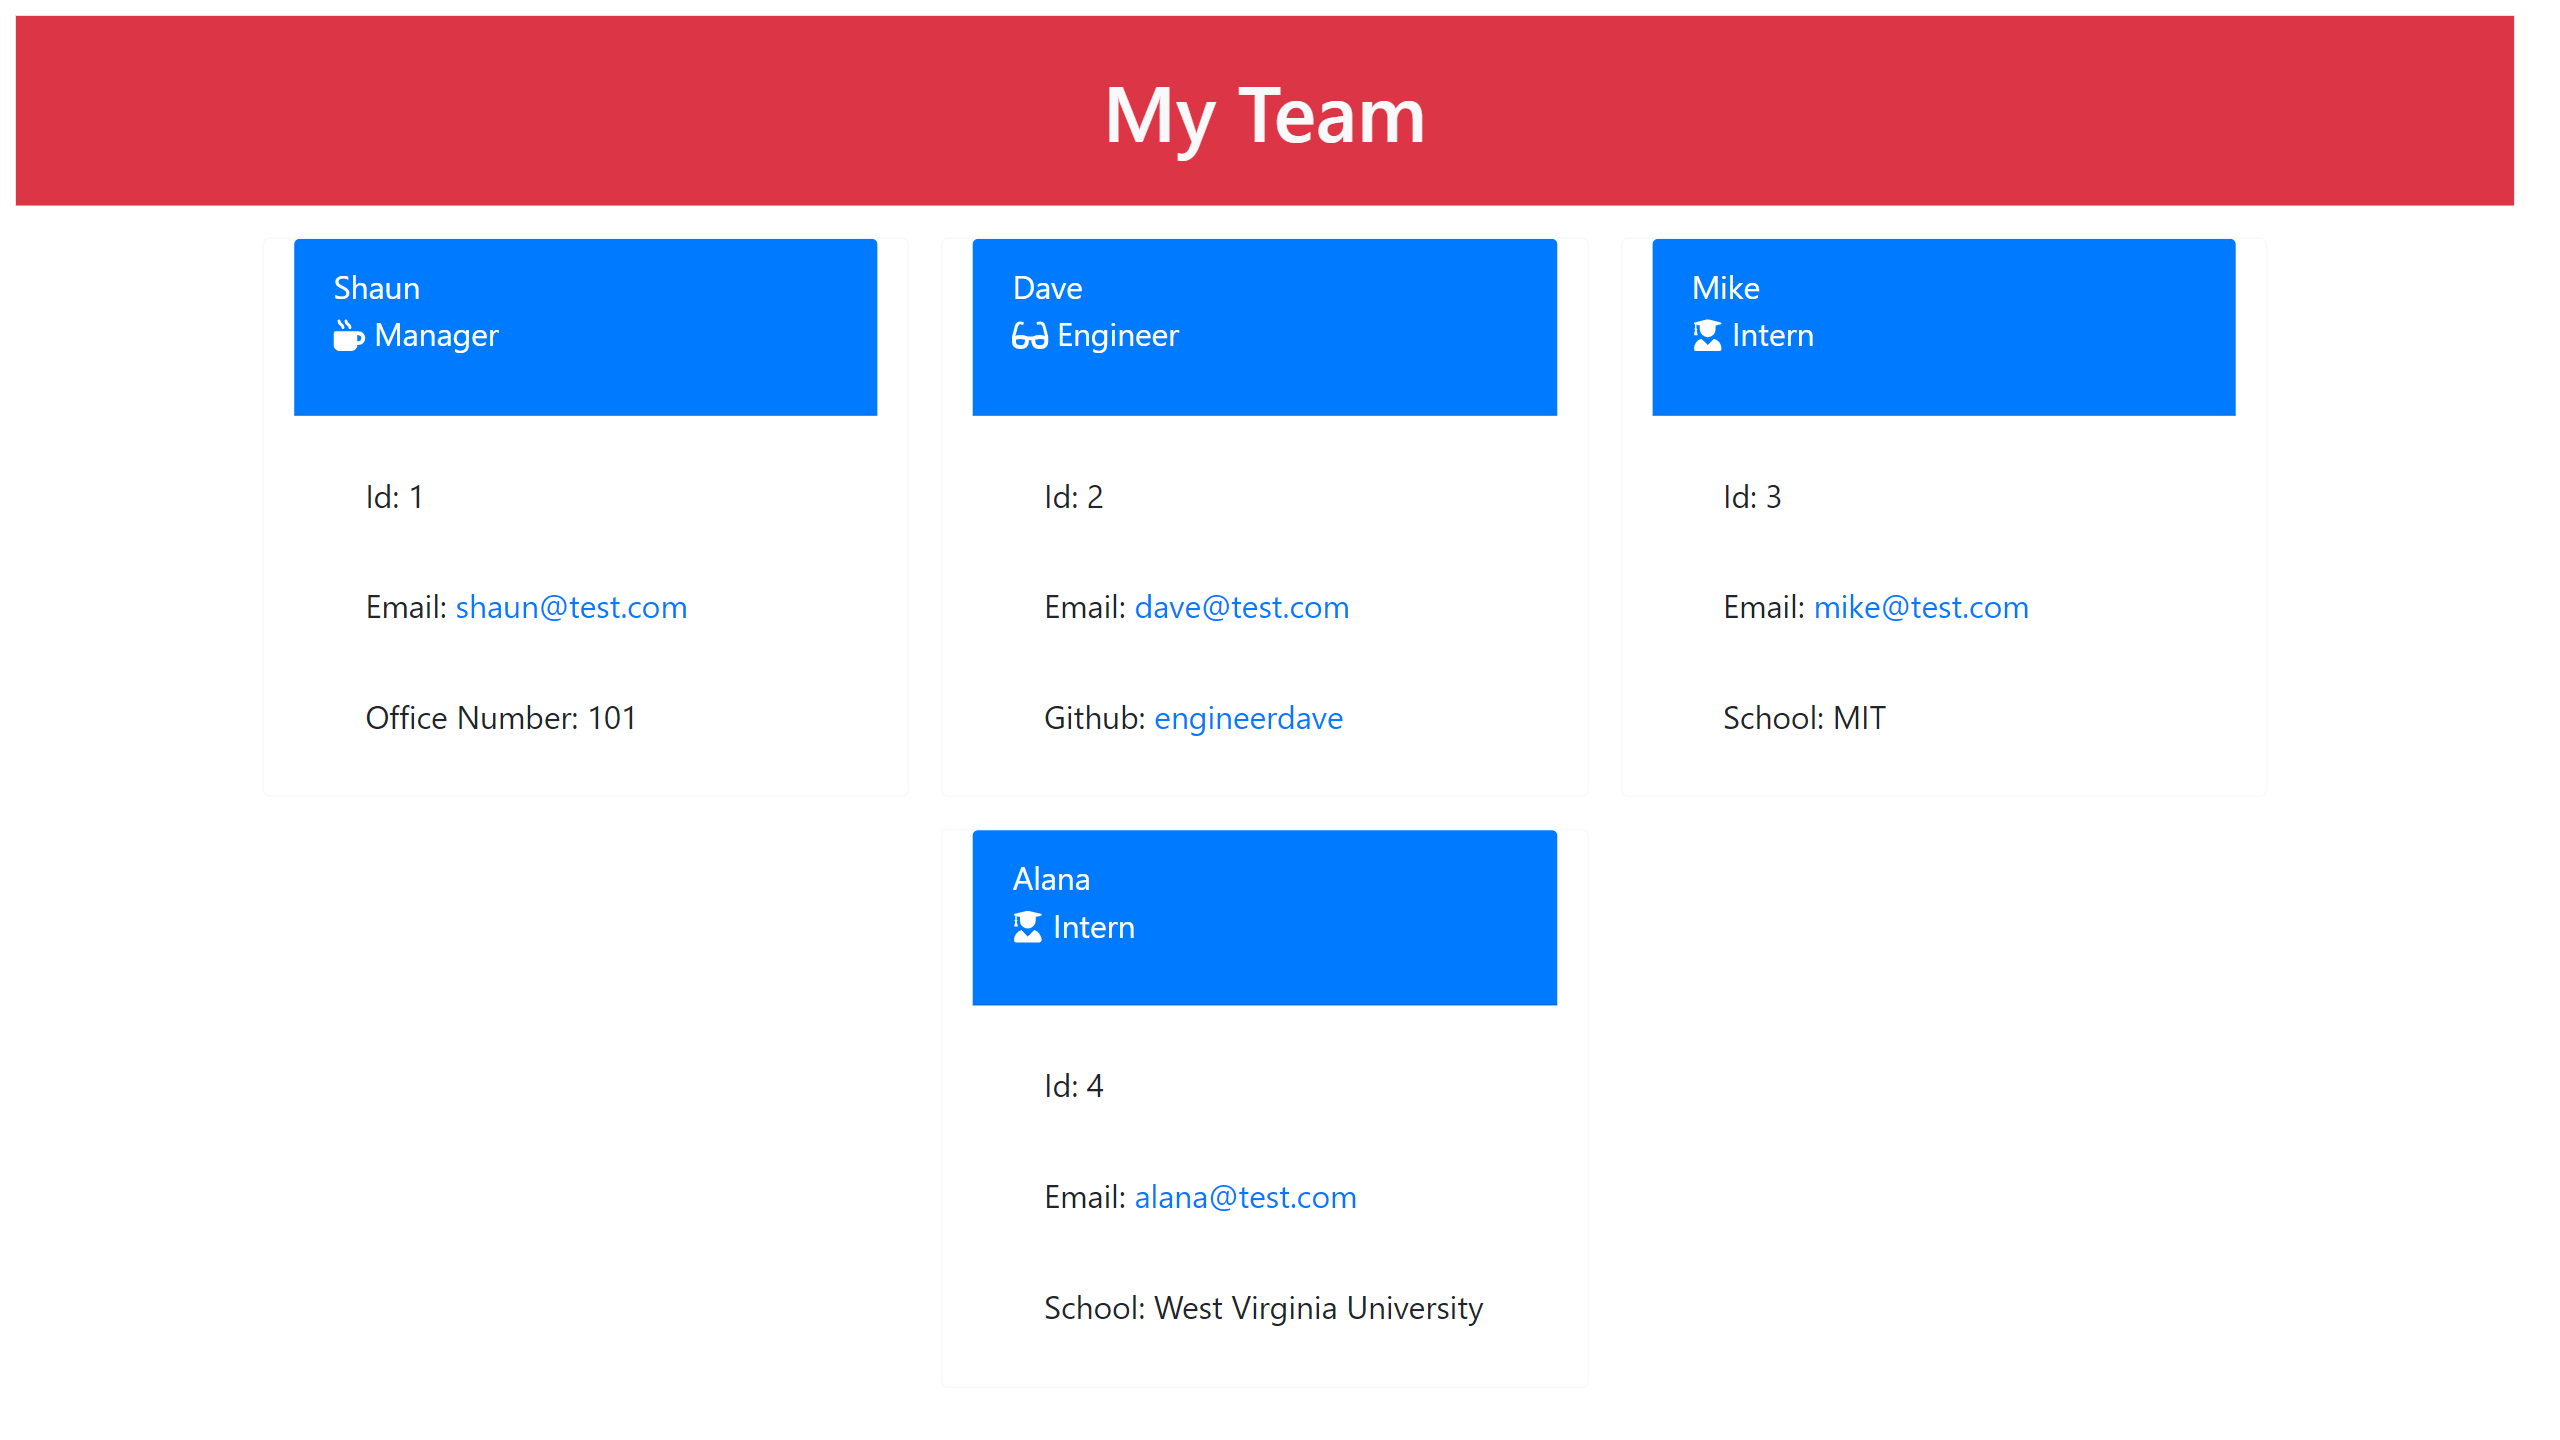 My Team
Shaun
Manager
Id: 1
Email: shaun@test.com
Office Number: 101
Dave
Engineer
Id: 2
Email: dave@test.com
Github: engineerdave
Mike
Intern
Id: 3
Email: mike@test.com
School: MIT
Alana
Intern
Id: 4
Email: alana@test.com
School: West Virginia University